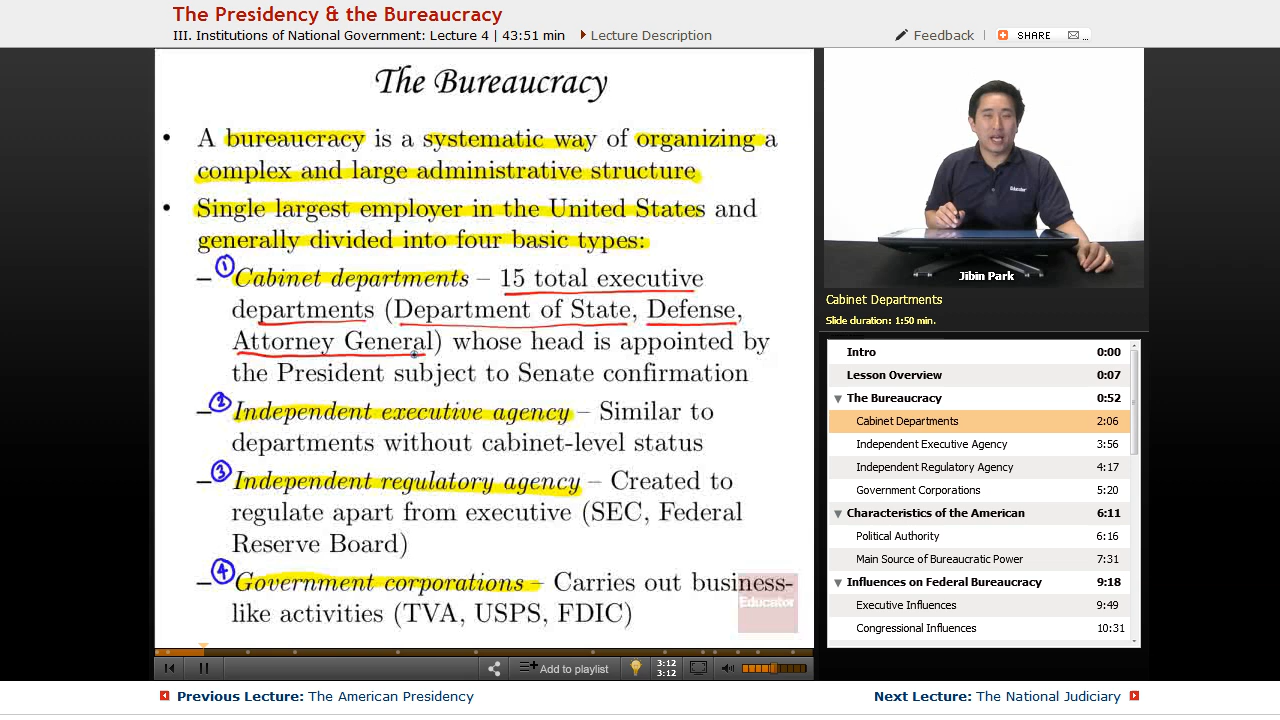 The Presidency & the Bureaucracy
III. Institutions of National Government: Lecture 4 | 43:51 min
Lecture Description
Feedback
SHARE
The Bureaucracy
• A bureaucracy is a systematic way of organizing a
complex and large administrative structure
• Single largest employer in the United States and
generally divided into four basic types:
1
– Cabinet departments – 15 total executive
departments (Department of State, Defense,
Attorney General) whose head is appointed by
the President subject to Senate confirmation
2
– Independent executive agency – Similar to
departments without cabinet-level status
3
– Independent regulatory agency – Created to
regulate apart from executive (SEC, Federal
Reserve Board)
4
– Government corporations – Carries out business-
like activities (TVA, USPS, FDIC)
Educator
Educator
Jibin Park
Cabinet Departments
Slide duration: 1:50 min.
Intro 0:00
Lesson Overview 0:07
The Bureaucracy 0:52
Cabinet Departments 2:06
Independent Executive Agency 3:56
Independent Regulatory Agency 4:17
Government Corporations 5:20
Characteristics of the American 6:11
Political Authority 6:16
Main Source of Bureaucratic Power 7:31
Influences on Federal Bureaucracy 9:18
Executive Influences 9:49
Congressional Influences 10:31
Add to playlist
3:12
3:12
Previous Lecture: The American Presidency
Next Lecture: The National Judiciary